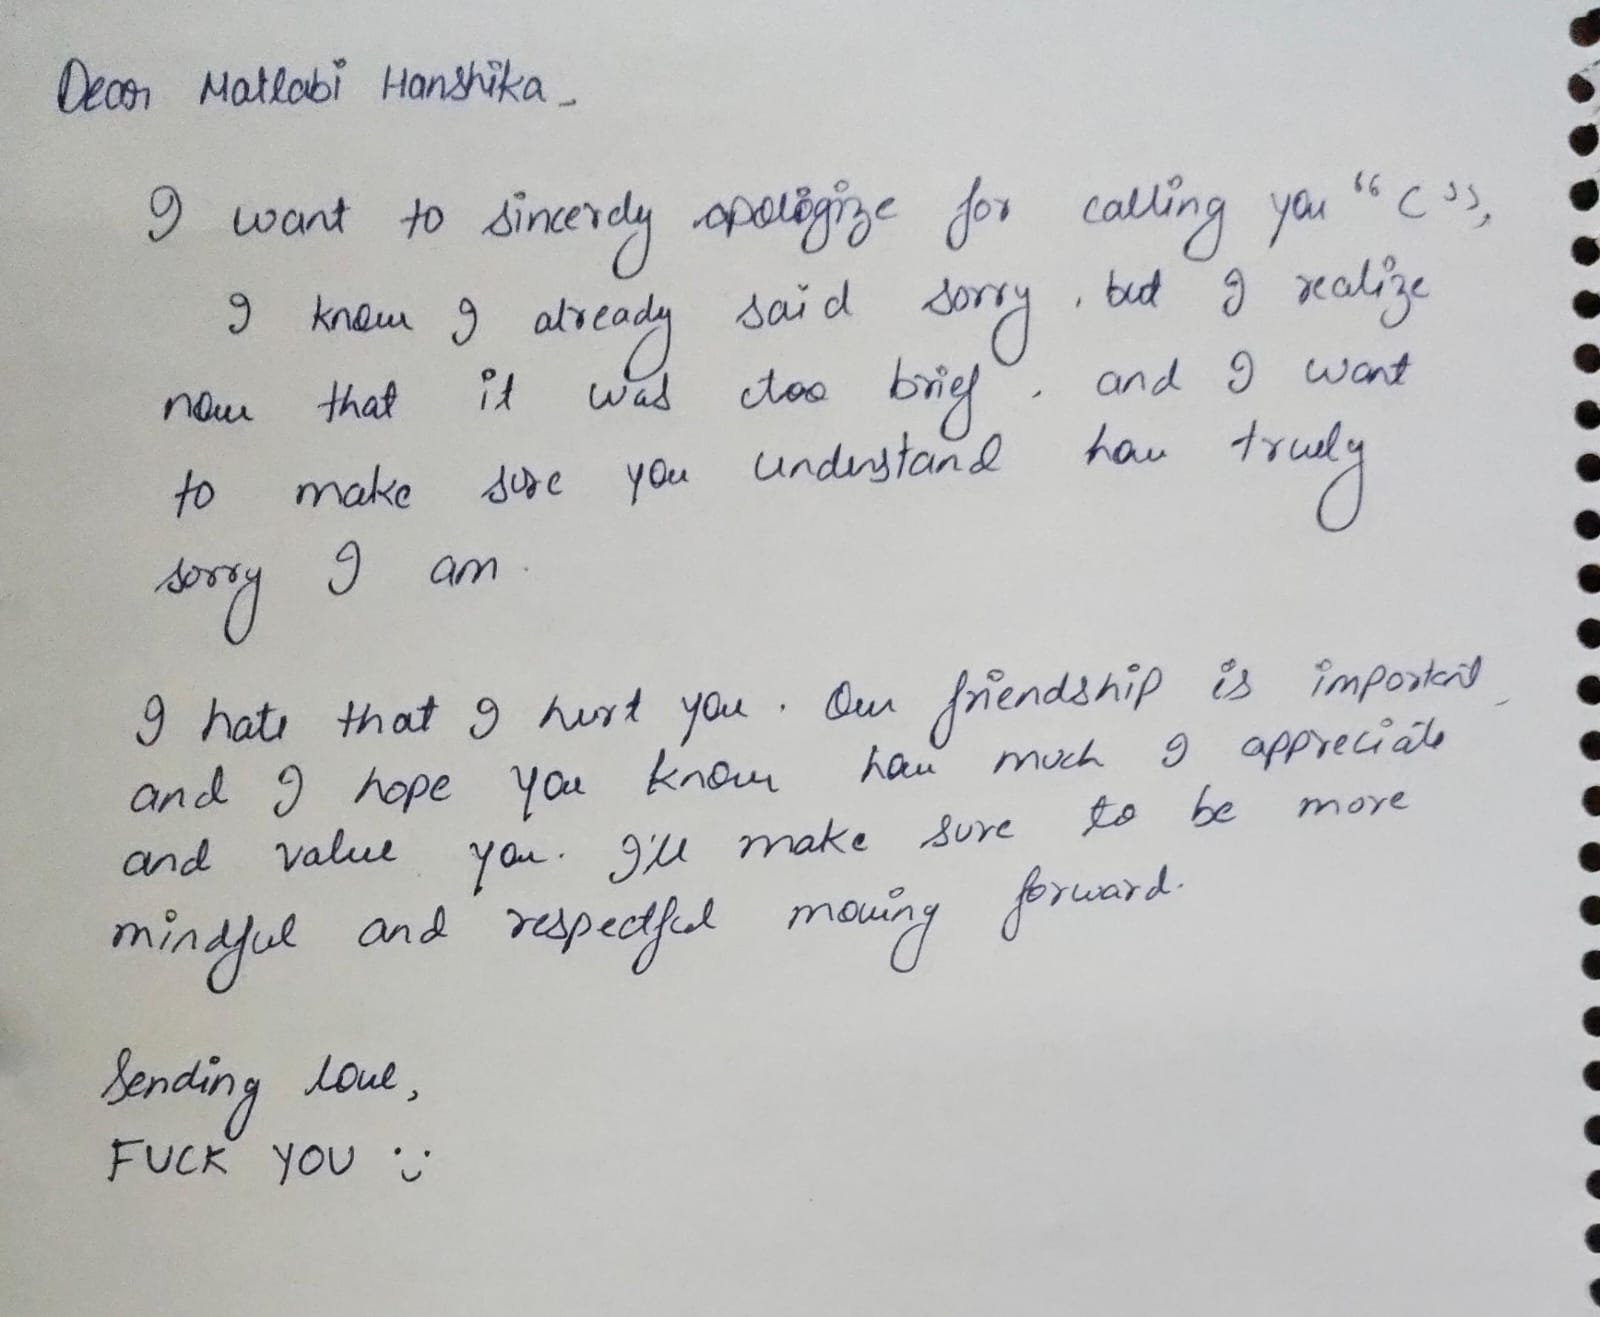 Dear Matlabi Hanshika -
I want to sincerely apologize for calling you "C",
I know I already said sorry, but I realize
now that it was too brief, and I want
to make sure you understand how truely
sorry I am.
I hate that I hurt you. Our friendship is important,
and I hope you know how much I appreciate
and value you. I'll make sure to be more
mindful and respectful moving forward.
Sending love,
FUCK YOU :)